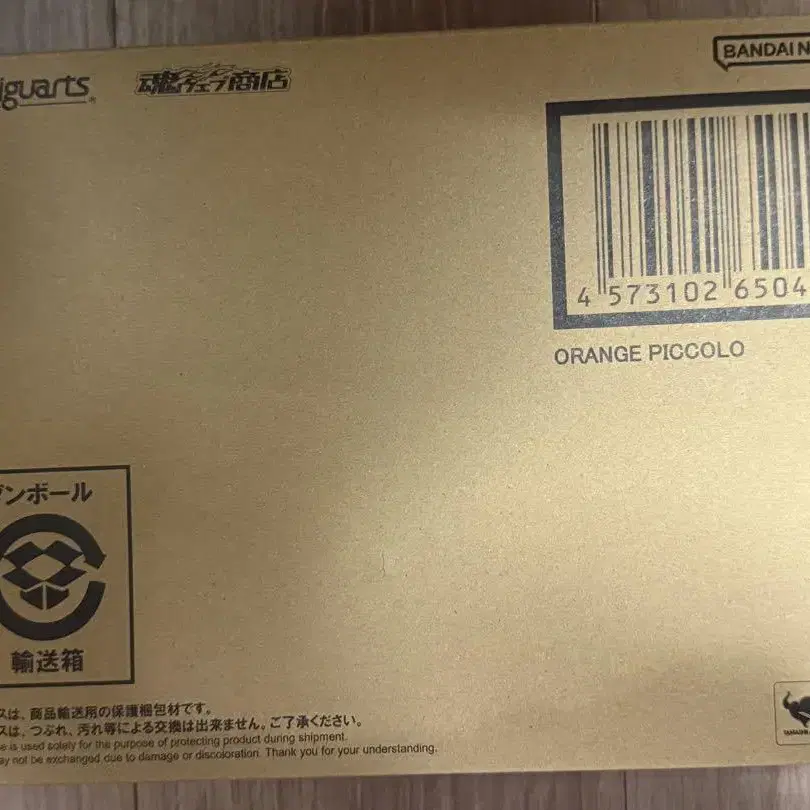 iguarts
魂ウェブ商店
BANDAI N
4 573102 6504
ORANGE PICCOLO
ンボール
輸送箱
スは、商品輸送用の保護梱包材です。
スは、つぶれ、汚れ等による交換は出来ません。ご了承ください。
e is used solely for the purpose of protecting product during shipment.
ay not be exchanged due to damage or discoloration. Thank you for your understanding.